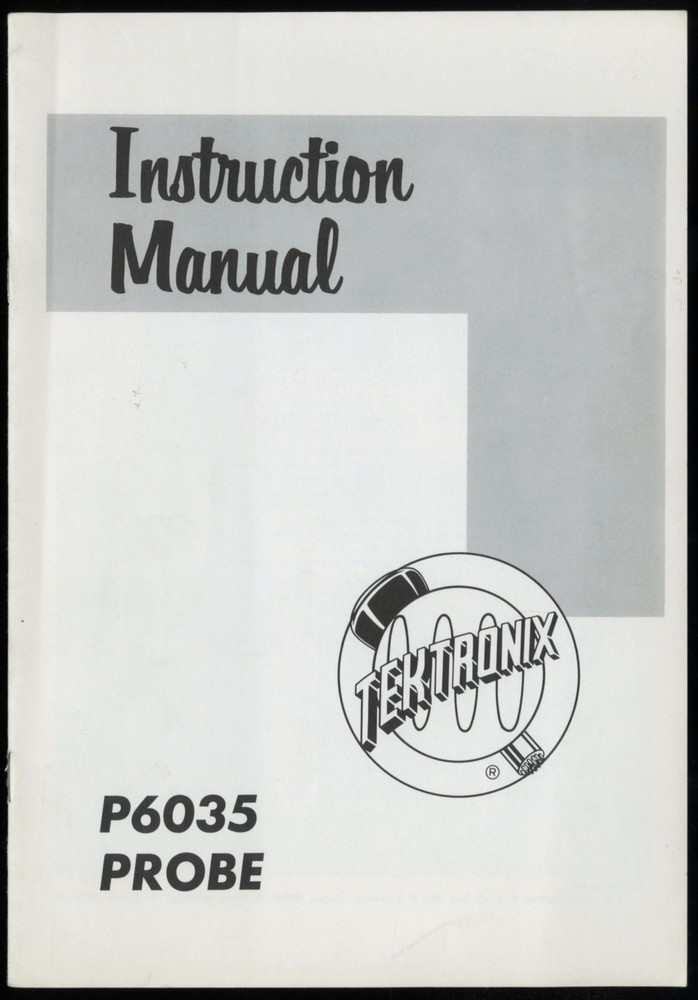 Instruction
Manual
TEKTRONIX
®
P6035
PROBE